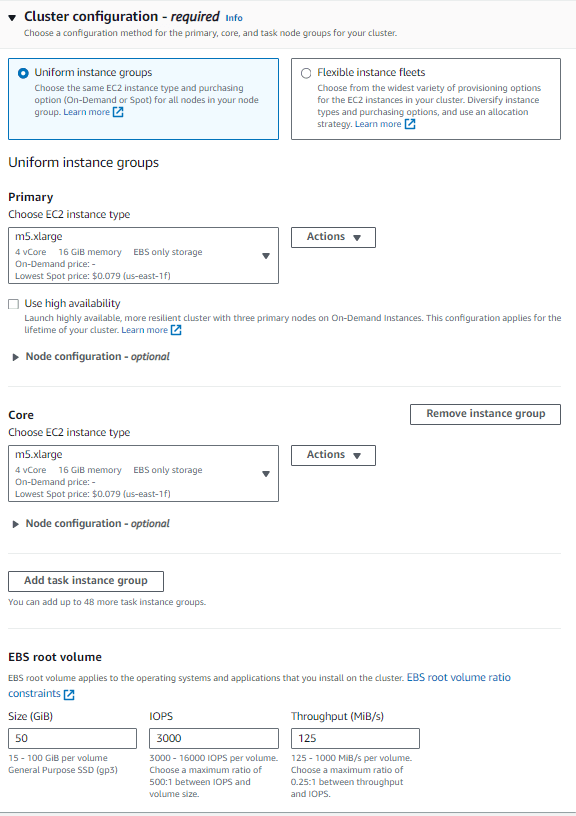 Cluster configuration - required Info
Choose a configuration method for the primary, core, and task node groups for your cluster.
Uniform instance groups
Choose the same EC2 instance type and purchasing
option (On-Demand or Spot) for all nodes in your node
group. Learn more
Flexible instance fleets
Choose from the widest variety of provisioning options
for the EC2 instances in your cluster. Diversify instance
types and purchasing options, and use an allocation
strategy. Learn more
Uniform instance groups
Primary
Choose EC2 instance type
m5.xlarge
4 vCore 16 GiB memory EBS only storage
On-Demand price: -
Lowest Spot price: $0.079 (us-east-1f)
Actions
Use high availability
Launch highly available, more resilient cluster with three primary nodes on On-Demand Instances. This configuration applies for the
lifetime of your cluster. Learn more
Node configuration - optional
Core
Remove instance group
Choose EC2 instance type
m5.xlarge
4 vCore 16 GiB memory EBS only storage
On-Demand price: -
Lowest Spot price: $0.079 (us-east-1f)
Actions
Node configuration - optional
Add task instance group
You can add up to 48 more task instance groups.
EBS root volume
EBS root volume applies to the operating systems and applications that you install on the cluster. EBS root volume ratio
constraints
Size (GiB)
50
15 - 100 GiB per volume
General Purpose SSD (gp3)
IOPS
3000
3000 - 16000 IOPS per volume.
Choose a maximum ratio of
500:1 between IOPS and
volume size.
Throughput (MiB/s)
125
125 - 1000 MiB/s per volume.
Choose a maximum ratio of
0.25:1 between throughput
and IOPS.